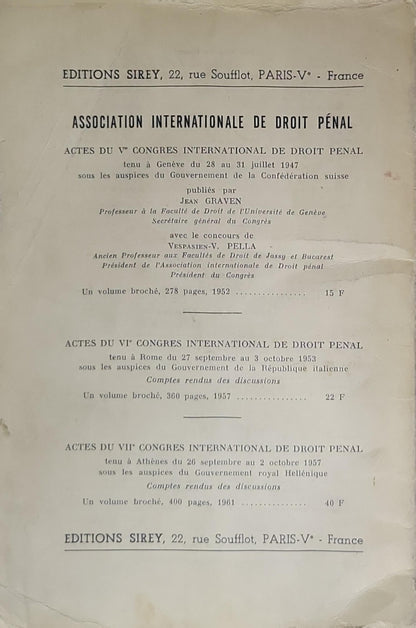 EDITIONS SIREY, 22, rue Soufflot, PARIS-Vᵉ - France
ASSOCIATION INTERNATIONALE DE DROIT PÉNAL
ACTES DU Vᵐᵉ CONGRES INTERNATIONAL DE DROIT PENAL
tenu à Genève du 28 au 31 juillet 1947
sous les auspices du Gouvernement de la Confédération suisse
publiés par
JEAN GRAVEN
Professeur à la Faculté de Droit de l'Université de Genève
Secrétaire général du Congrès
avec le concours de
VESPASIEN-V. PELLA
Ancien Professeur aux Facultés de Droit de Jassy et Bucarest
Président de l'Association internationale de Droit pénal
Président du Congrès
Un volume broché, 278 pages, 1952 ............... 15 F
ACTES DU VIᵉ CONGRES INTERNATIONAL DE DROIT PENAL
tenu à Rome du 27 septembre au 3 octobre 1953
sous les auspices du Gouvernement de la République italienne
Comptes rendus des discussions
Un volume broché, 360 pages, 1957 ............... 22 F
ACTES DU VIIᵉ CONGRES INTERNATIONAL DE DROIT PENAL
tenu à Athènes du 26 septembre au 2 octobre 1957
sous les auspices du Gouvernement royal Hellénique
Comptes rendus des discussions
Un volume broché, 400 pages, 1961 .............. 40 F
EDITIONS SIREY, 22, rue Soufflot, PARIS-Vᵉ - France